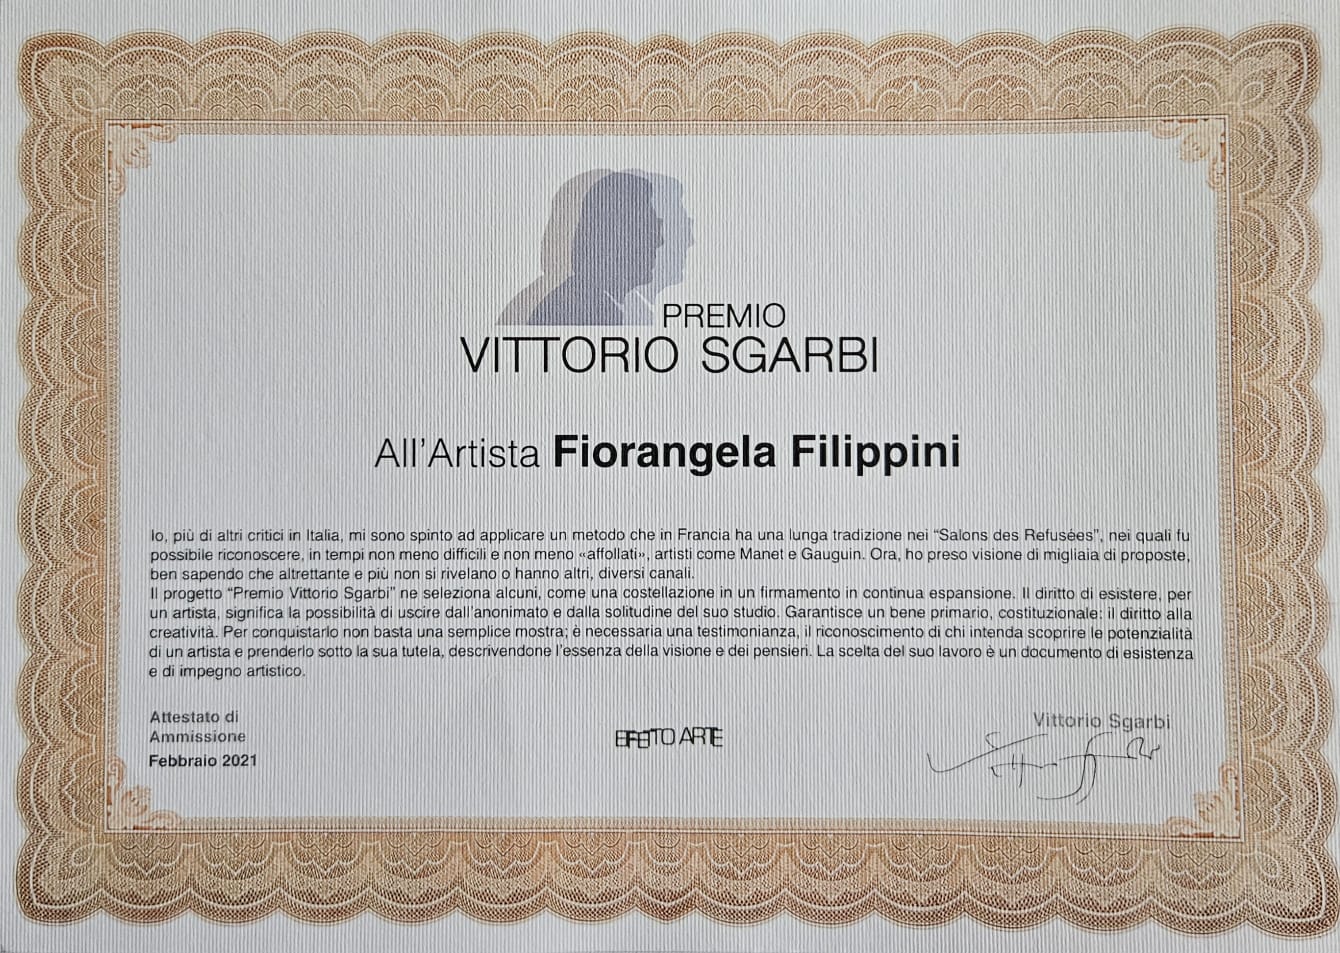 PREMIO
VITTORIO SGARBI
All'Artista Fiorangela Filippini
Io, più di altri critici in Italia, mi sono spinto ad applicare un metodo che in Francia ha una lunga tradizione nei “Salons des Refusées”, nei quali fu
possibile riconoscere, in tempi non meno difficili e non meno «affollati», artisti come Manet e Gauguin. Ora, ho preso visione di migliaia di proposte,
ben sapendo che altrettante e più non si rivelano o hanno altri, diversi canali.
Il progetto “Premio Vittorio Sgarbi” ne seleziona alcuni, come una costellazione in un firmamento in continua espansione. Il diritto di esistere, per
un artista, significa la possibilità di uscire dall'anonimato e dalla solitudine del suo studio. Garantisce un bene primario, costituzionale: il diritto alla
creatività. Per conquistarlo non basta una semplice mostra; è necessaria una testimonianza, il riconoscimento di chi intenda scoprire le potenzialità
di un artista e prenderlo sotto la sua tutela, descrivendone l'essenza della visione e dei pensieri. La scelta del suo lavoro è un documento di esistenza
e di impegno artistico.
Attestato di
Ammissione
Febbraio 2021
EFFETTO ARTE
Vittorio Sgarbi